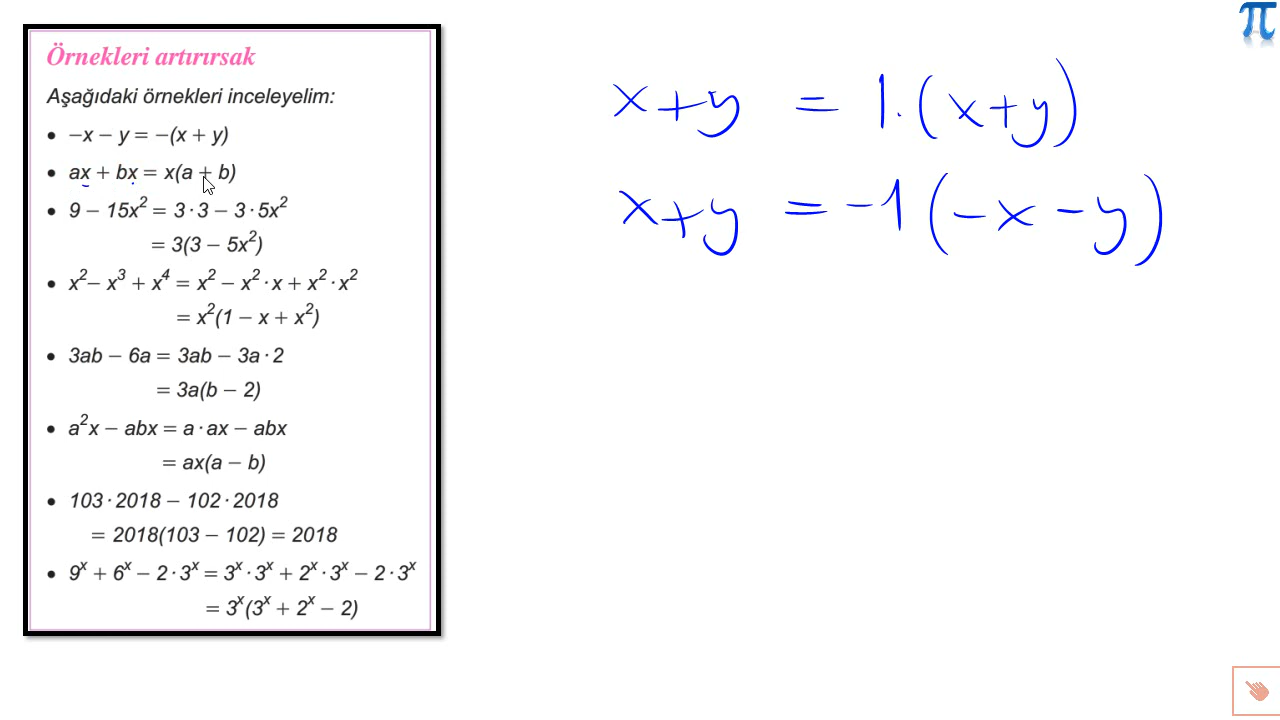 Örnekleri artırırsak
Aşağıdaki örnekleri inceleyelim:
• −x − y = −(x + y)
• ax + bx = x(a + b)
• 9 − 15x² = 3 · 3 − 3 · 5x²
= 3(3 − 5x²)
• x² − x³ + x⁴ = x² − x² · x + x² · x²
= x²(1 − x + x²)
• 3ab − 6a = 3ab − 3a · 2
= 3a(b − 2)
• a²x − abx = a · ax − abx
= ax(a − b)
• 103 · 2018 − 102 · 2018
= 2018(103 − 102) = 2018
• 9ˣ + 6ˣ − 2 · 3ˣ = 3ˣ · 3ˣ + 2ˣ · 3ˣ − 2 · 3ˣ
= 3ˣ(3ˣ + 2ˣ − 2)
x + y = 1 . (x + y)
x + y = −1 (−x − y)
π